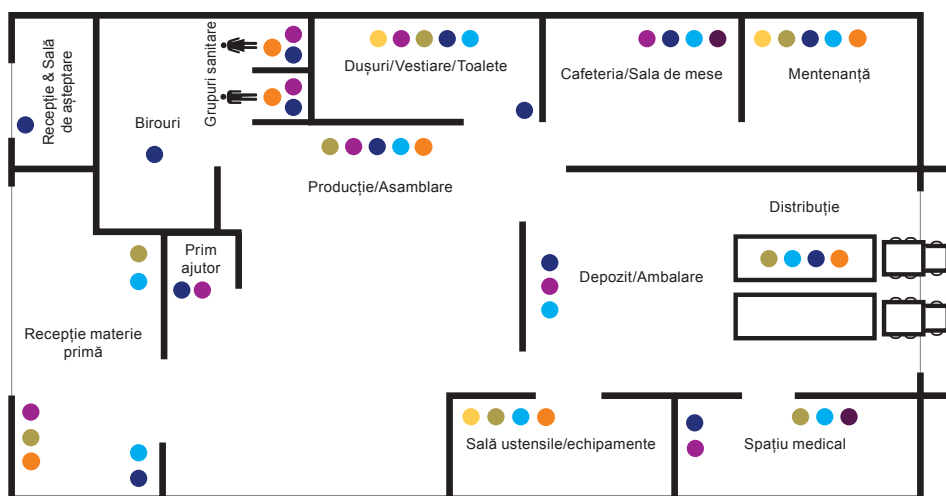 Recepție & Sală
de așteptare
Birouri
Grupuri sanitare
Dușuri/Vestiare/Toalete
Cafeteria/Sala de mese
Mentenanță
Producție/Asamblare
Distribuție
Prim
ajutor
Depozit/Ambalare
Recepție materie
primă
Sală ustensile/echipamente
Spațiu medical